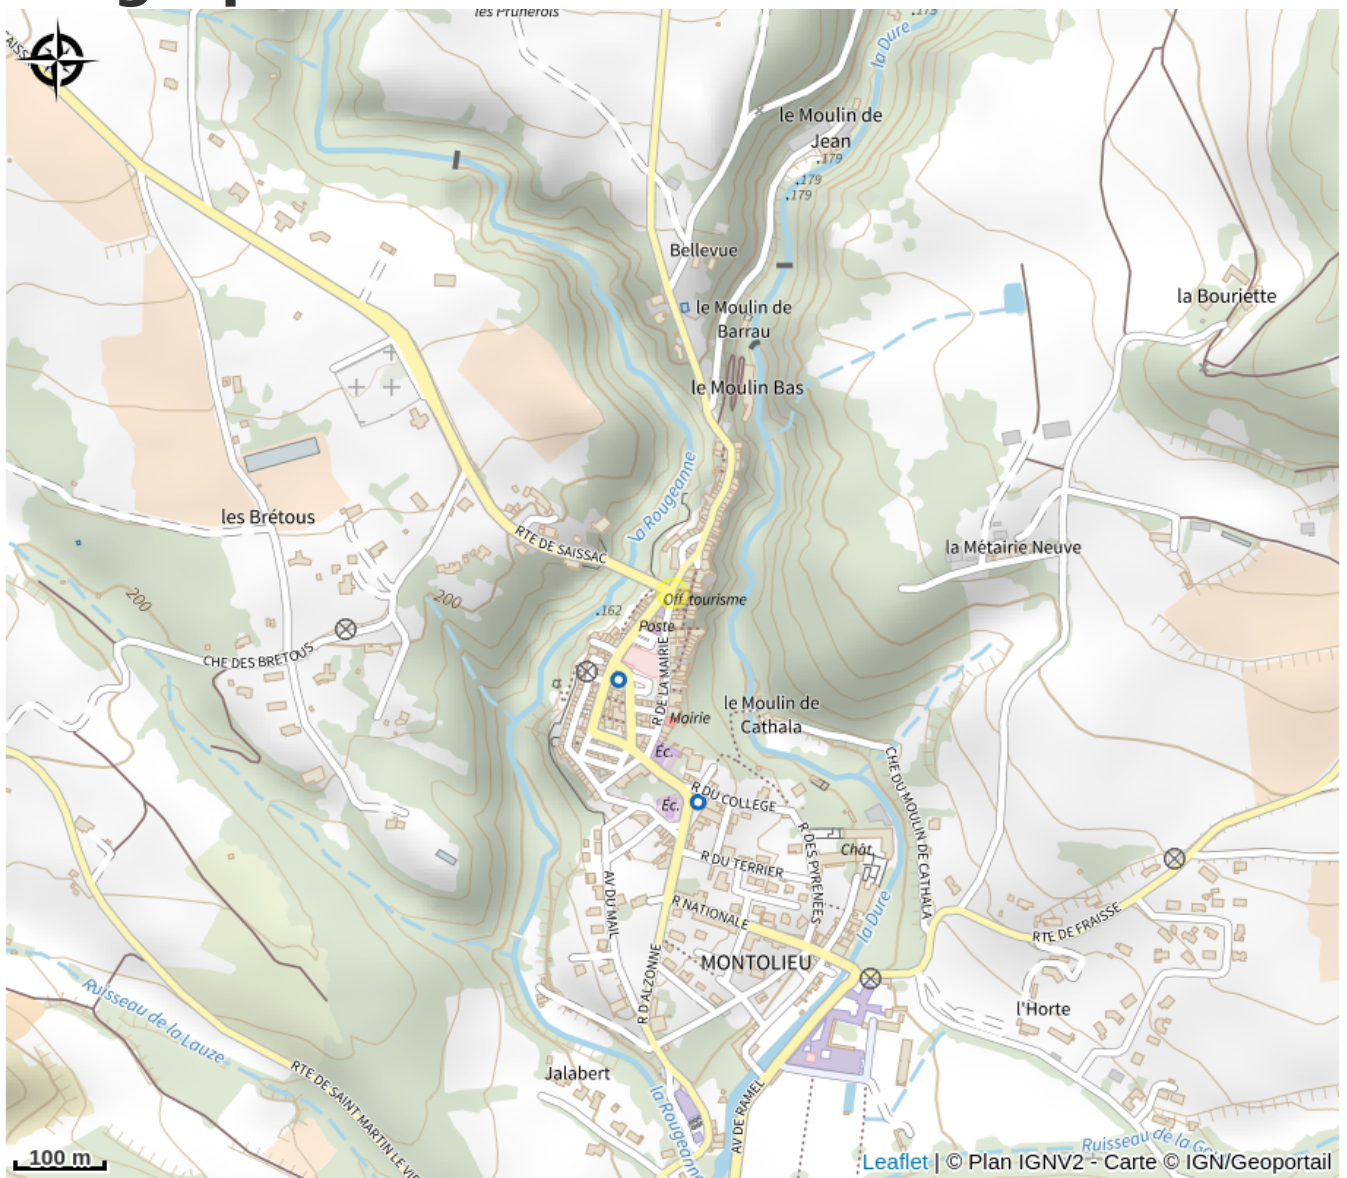 les Prunerols
175
la Dure
le Moulin de
Jean
179
179
179
Bellevue
la Bouriette
le Moulin de
Barrau
le Moulin Bas
la Rougeanne
les Brétous
RTE DE SAISSAC
la Métairie Neuve
200
200
Off. tourisme
162
Poste
CHE DES BRETOUS
R DE LA MAIRIE
le Moulin de
Cathala
Mairie
Éc.
CHE DU MOULIN DE CATHALA
R DU COLLEGE
Éc.
R DES PYRENEES
Chât.
R DU TERRIER
AV DU MAIL
R NATIONALE
la Dure
RTE DE FRAISSE
MONTOLIEU
R D'ALZONNE
Ruisseau de la Lauze
l'Horte
Jalabert
RTE DE SAINT MARTIN LE
la Rougeanne
AV DE RAMEL
Ruisseau de la
100 m
Leaflet | © Plan IGNV2 - Carte © IGN/Geoportail